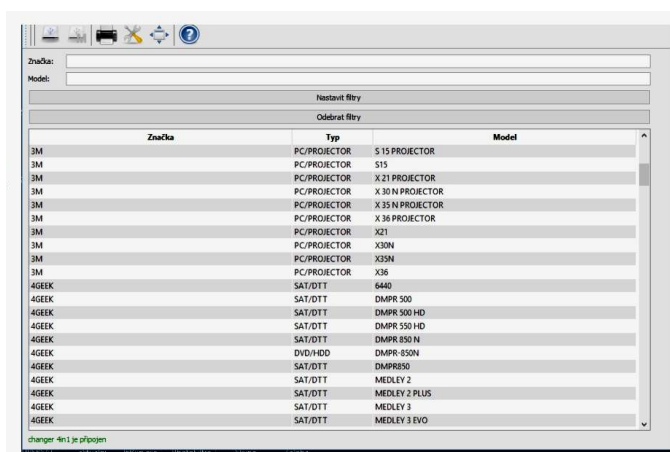 Značka:
Model:
Nastavit filtry
Odebrat filtry
Značka Typ Model
3M PC/PROJECTOR S 15 PROJECTOR
3M PC/PROJECTOR S15
3M PC/PROJECTOR X 21 PROJECTOR
3M PC/PROJECTOR X 30 N PROJECTOR
3M PC/PROJECTOR X 35 N PROJECTOR
3M PC/PROJECTOR X 36 PROJECTOR
3M PC/PROJECTOR X21
3M PC/PROJECTOR X30N
3M PC/PROJECTOR X35N
3M PC/PROJECTOR X36
4GEEK SAT/DTT 6440
4GEEK SAT/DTT DMPR 500
4GEEK SAT/DTT DMPR 500 HD
4GEEK SAT/DTT DMPR 550 HD
4GEEK SAT/DTT DMPR 850 N
4GEEK DVD/HDD DMPR-850N
4GEEK SAT/DTT DMPR850
4GEEK SAT/DTT MEDLEY 2
4GEEK SAT/DTT MEDLEY 2 PLUS
4GEEK SAT/DTT MEDLEY 3
4GEEK SAT/DTT MEDLEY 3 EVO
changer 4in1 je připojen